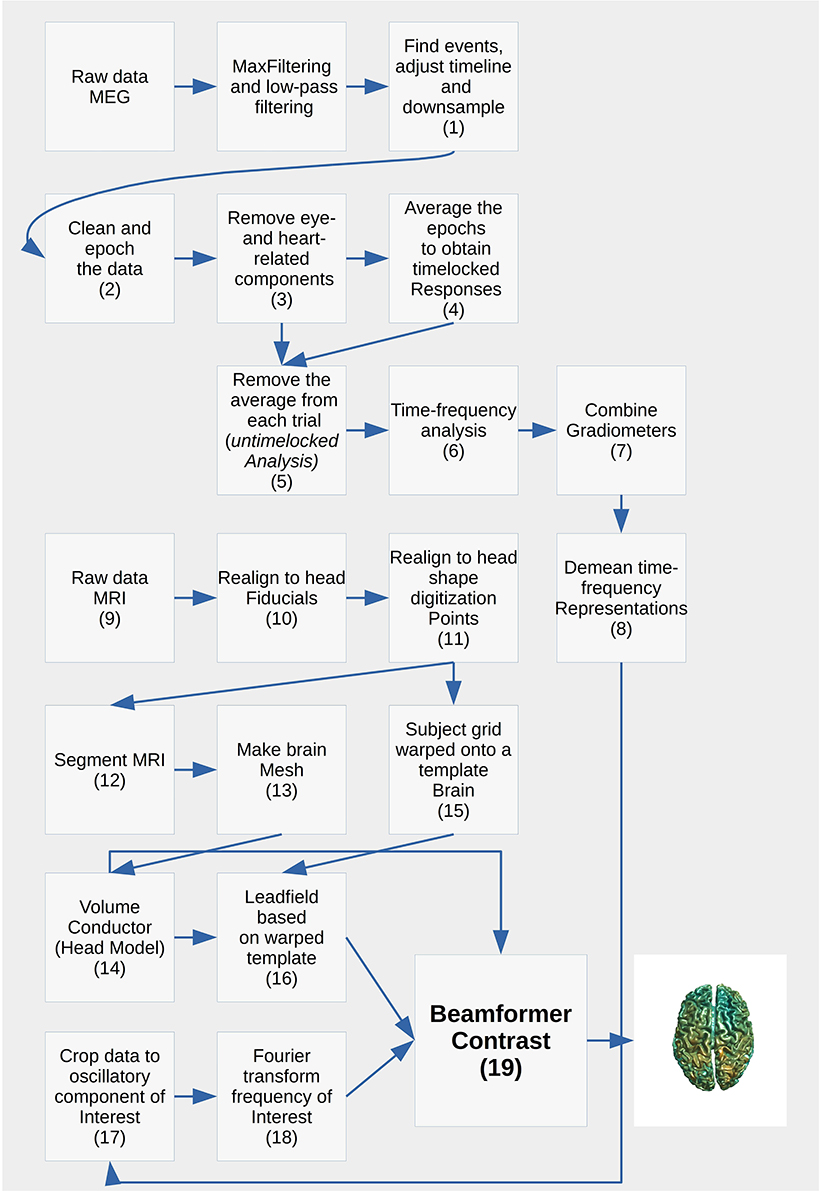 Raw data
MEG
MaxFiltering
and low-pass
filtering
Find events,
adjust timeline
and
downsample
(1)
Clean and
epoch
the data
(2)
Remove eye-
and heart-
related
components
(3)
Average the
epochs
to obtain
timelocked
Responses
(4)
Remove the
average from
each trial
(untimelocked
Analysis)
(5)
Time-frequency
analysis
(6)
Combine
Gradiometers
(7)
Raw data
MRI
(9)
Realign to head
Fiducials
(10)
Realign to head
shape
digitization
Points
(11)
Demean time-
frequency
Representations
(8)
Segment MRI
(12)
Make brain
Mesh
(13)
Subject grid
warped onto a
template
Brain
(15)
Volume
Conductor
(Head Model)
(14)
Leadfield
based
on warped
template
(16)
Beamformer
Contrast
(19)
Crop data to
oscillatory
component of
Interest
(17)
Fourier
transform
frequency of
Interest
(18)